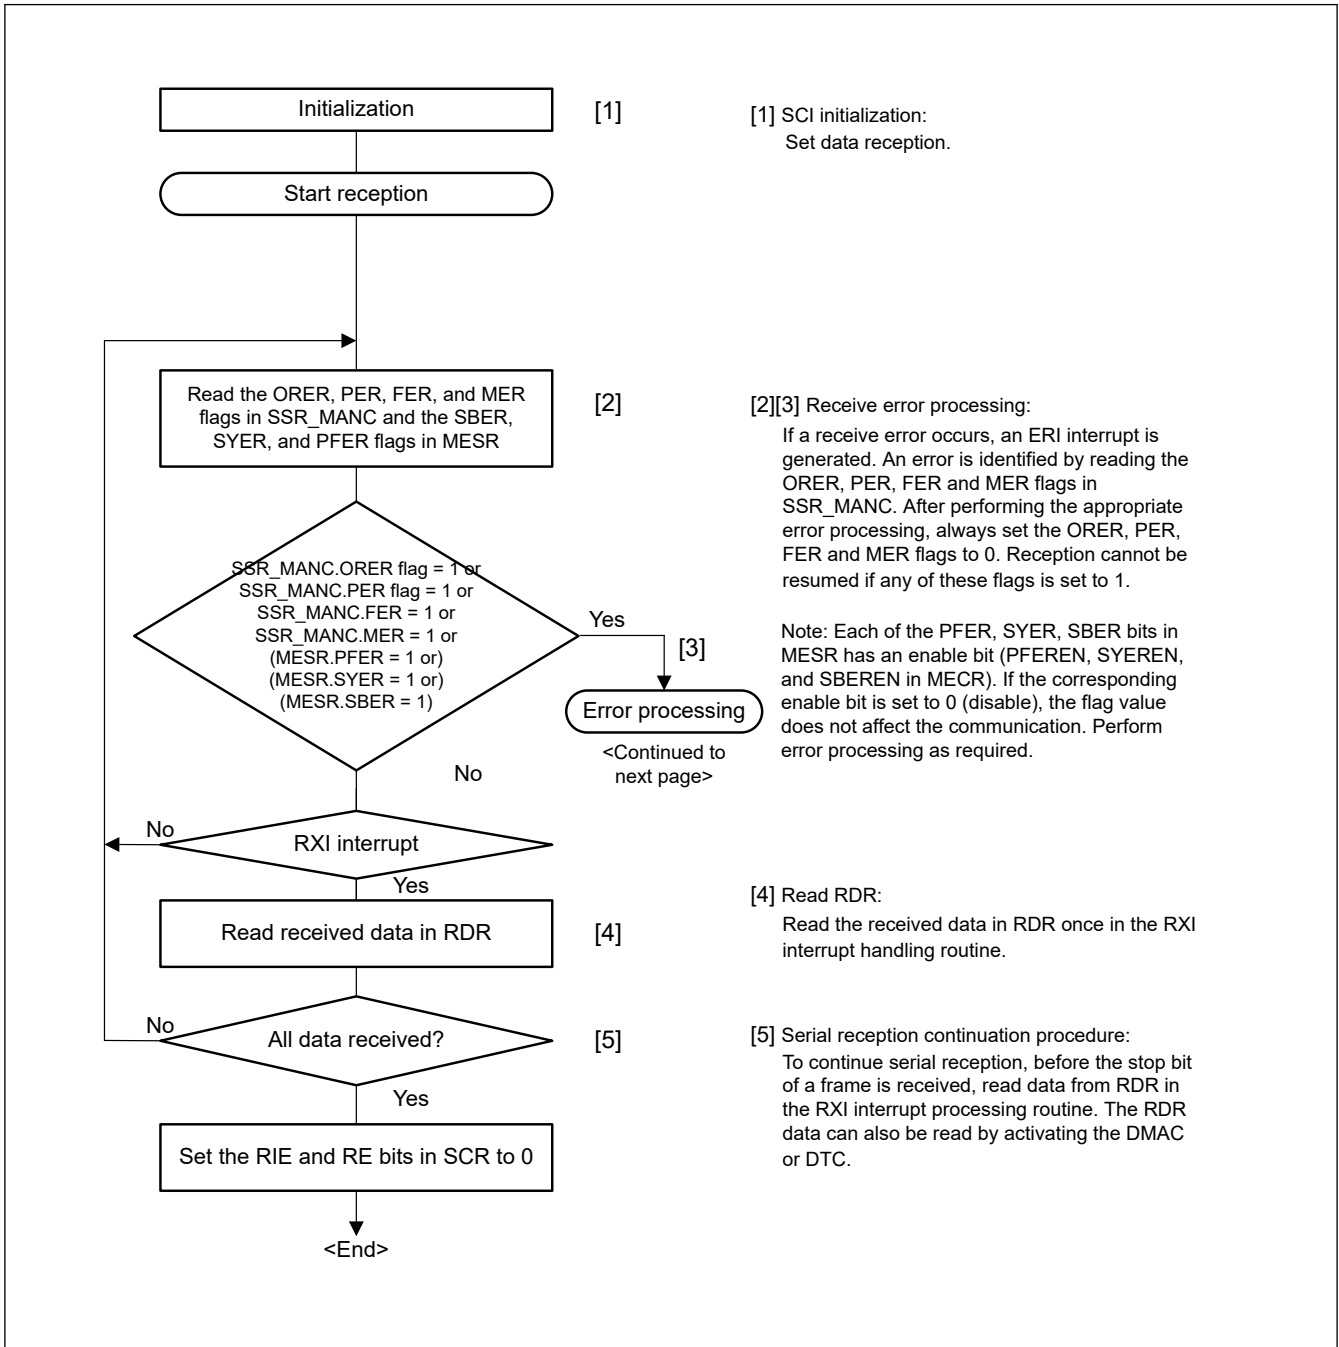 Initialization
[1]
[1] SCI initialization:
Set data reception.
Start reception
Read the ORER, PER, FER, and MER
flags in SSR_MANC and the SBER,
SYER, and PFER flags in MESR
[2]
[2][3] Receive error processing:
If a receive error occurs, an ERI interrupt is
generated. An error is identified by reading the
ORER, PER, FER and MER flags in
SSR_MANC. After performing the appropriate
error processing, always set the ORER, PER,
FER and MER flags to 0. Reception cannot be
resumed if any of these flags is set to 1.
Note: Each of the PFER, SYER, SBER bits in
MESR has an enable bit (PFEREN, SYEREN,
and SBEREN in MECR). If the corresponding
enable bit is set to 0 (disable), the flag value
does not affect the communication. Perform
error processing as required.
SSR_MANC.ORER flag = 1 or
SSR_MANC.PER flag = 1 or
SSR_MANC.FER = 1 or
SSR_MANC.MER = 1 or
(MESR.PFER = 1 or)
(MESR.SYER = 1 or)
(MESR.SBER = 1)
Yes
[3]
Error processing
<Continued to
next page>
No
No
RXI interrupt
Yes
Read received data in RDR
[4]
[4] Read RDR:
Read the received data in RDR once in the RXI
interrupt handling routine.
No
All data received?
[5]
[5] Serial reception continuation procedure:
To continue serial reception, before the stop bit
of a frame is received, read data from RDR in
the RXI interrupt processing routine. The RDR
data can also be read by activating the DMAC
or DTC.
Yes
Set the RIE and RE bits in SCR to 0
<End>